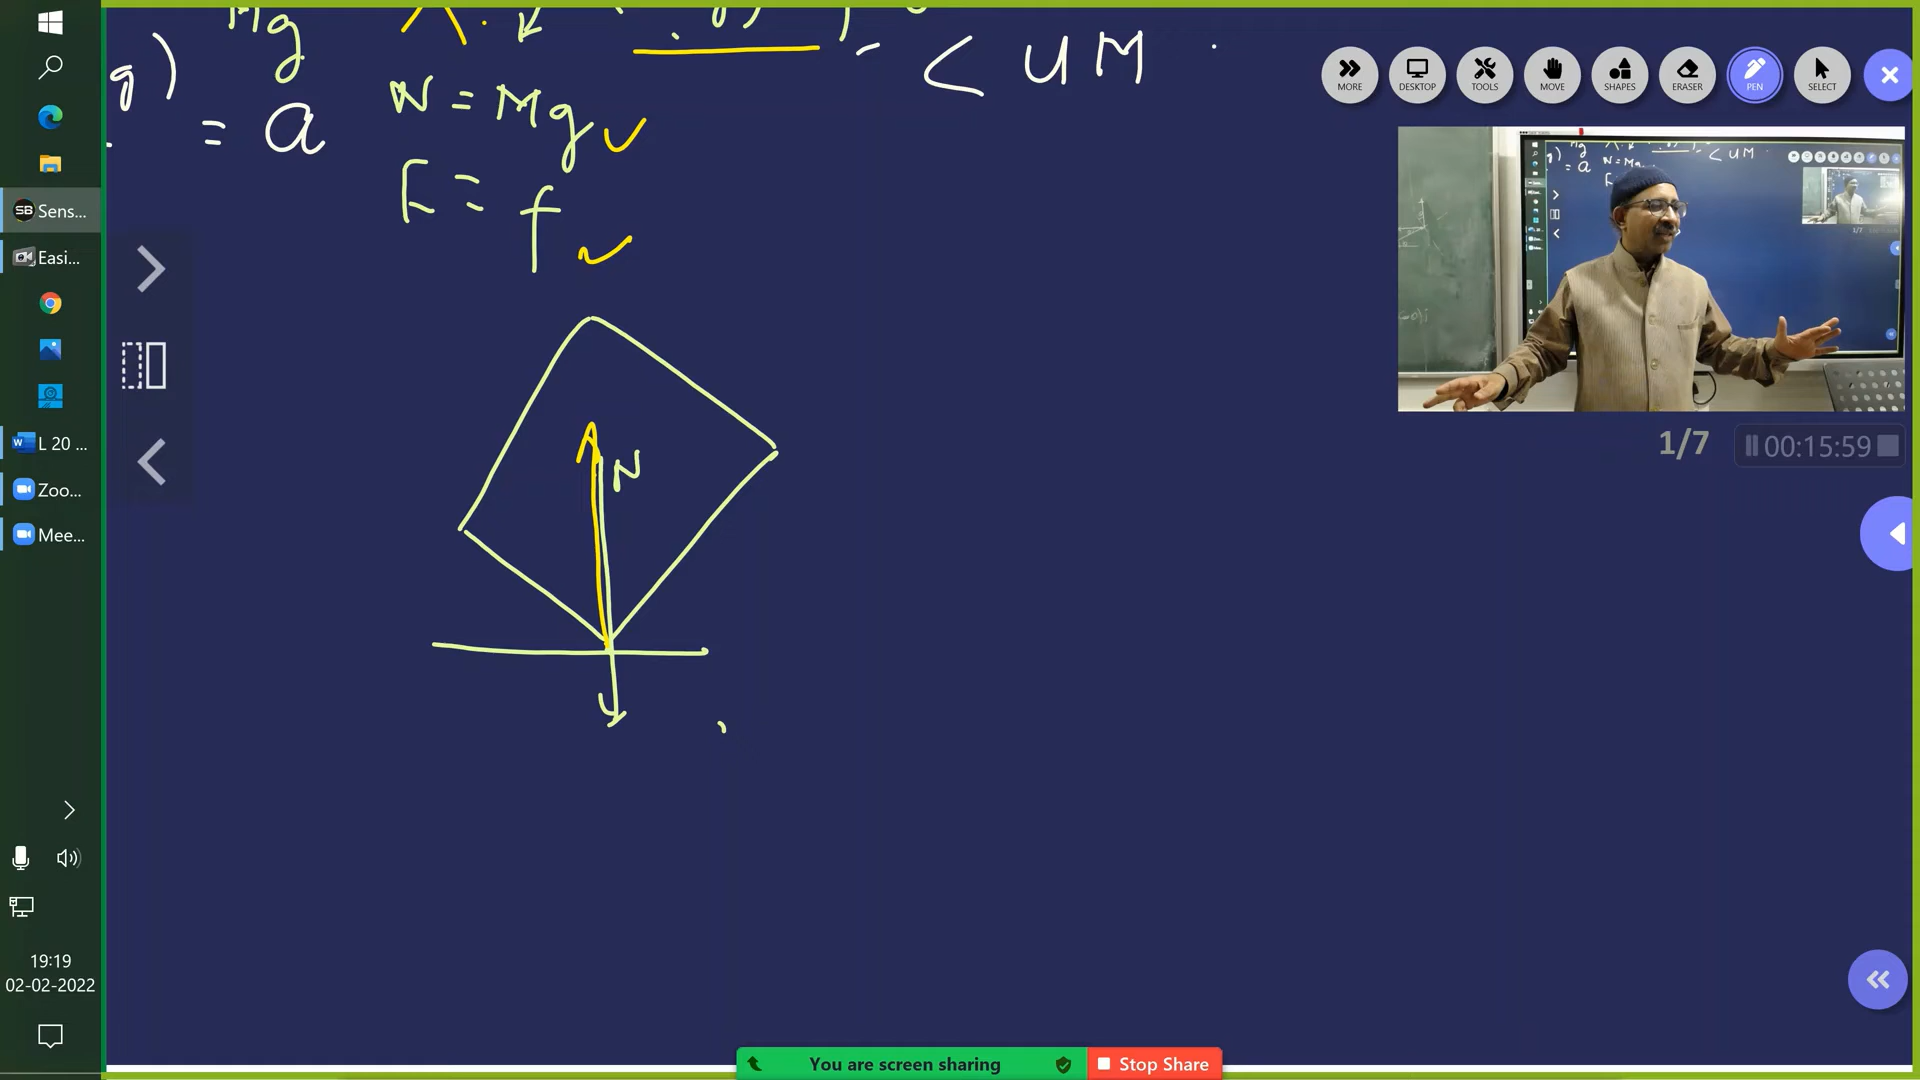 Mg
g)
= a
N = Mg
F = f
< u M
N
MORE
DESKTOP
TOOLS
MOVE
SHAPES
ERASER
PEN
SELECT
1/7
00:15:59
Sens...
Easi...
L 20 ...
Zoo...
Mee...
19:19
02-02-2022
You are screen sharing
Stop Share